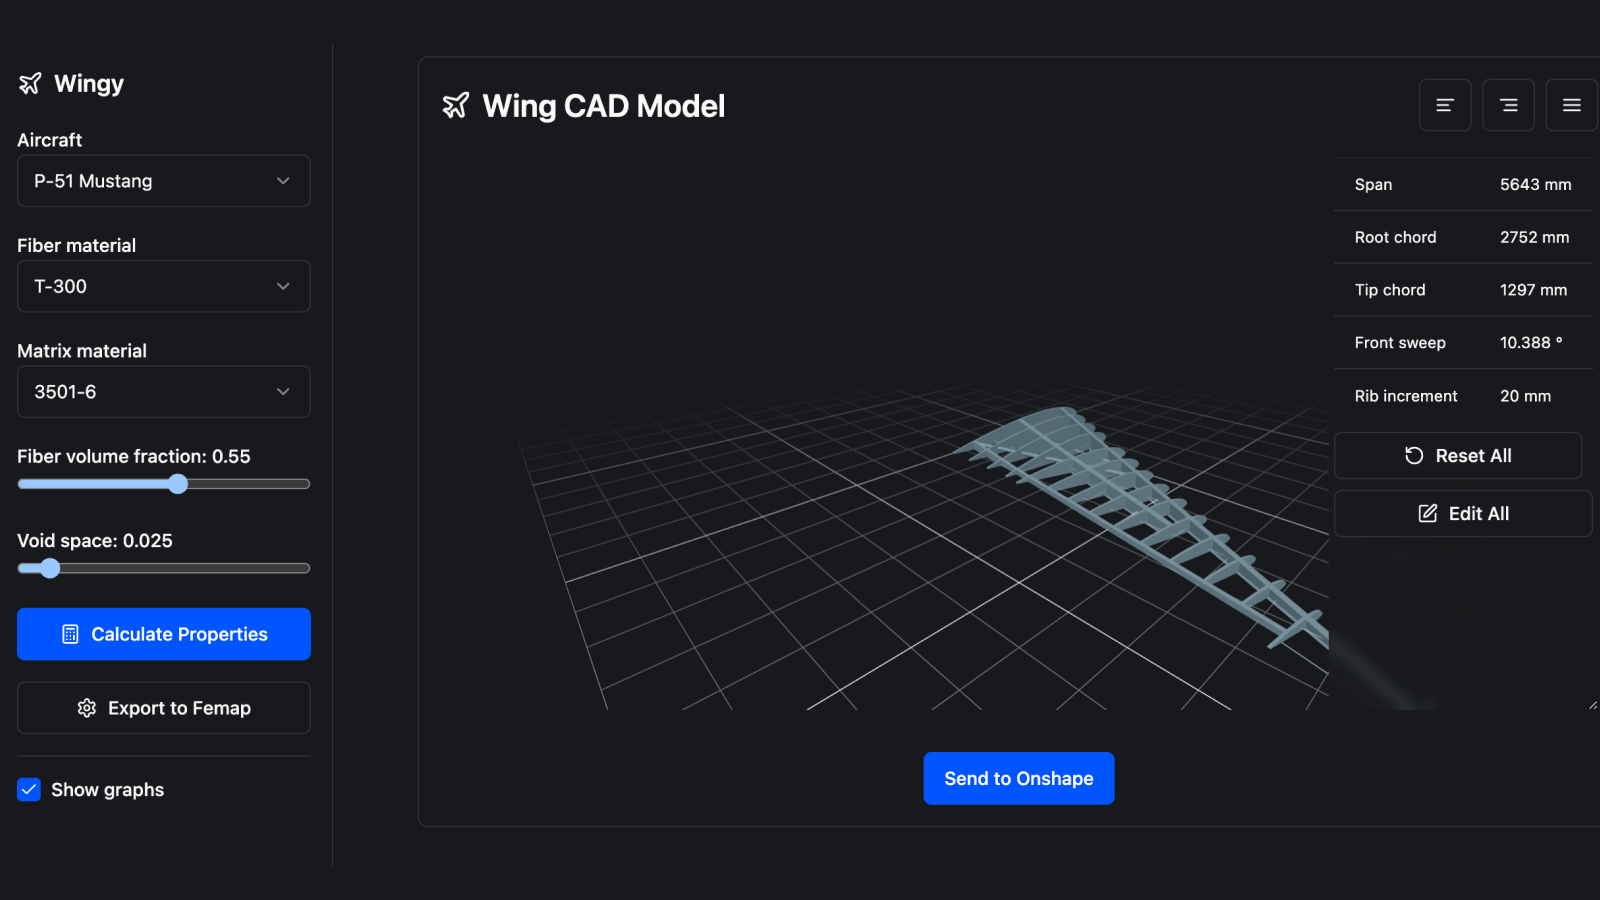 Wingy
Aircraft
P-51 Mustang
Fiber material
T-300
Matrix material
3501-6
Fiber volume fraction: 0.55
Void space: 0.025
Calculate Properties
Export to Femap
Show graphs
Wing CAD Model
Span 5643 mm
Root chord 2752 mm
Tip chord 1297 mm
Front sweep 10.388 °
Rib increment 20 mm
Reset All
Edit All
Send to Onshape